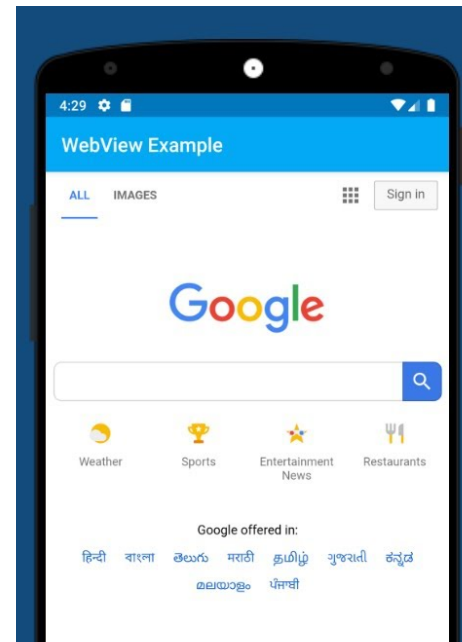 4:29
WebView Example
ALL IMAGES Sign in
Google
Weather Sports Entertainment News Restaurants
Google offered in:
हिन्दी বাংলা తెలుగు मराठी தமிழ் ગુજરાતી ಕನ್ನಡ
മലയാളം ਪੰਜਾਬੀ